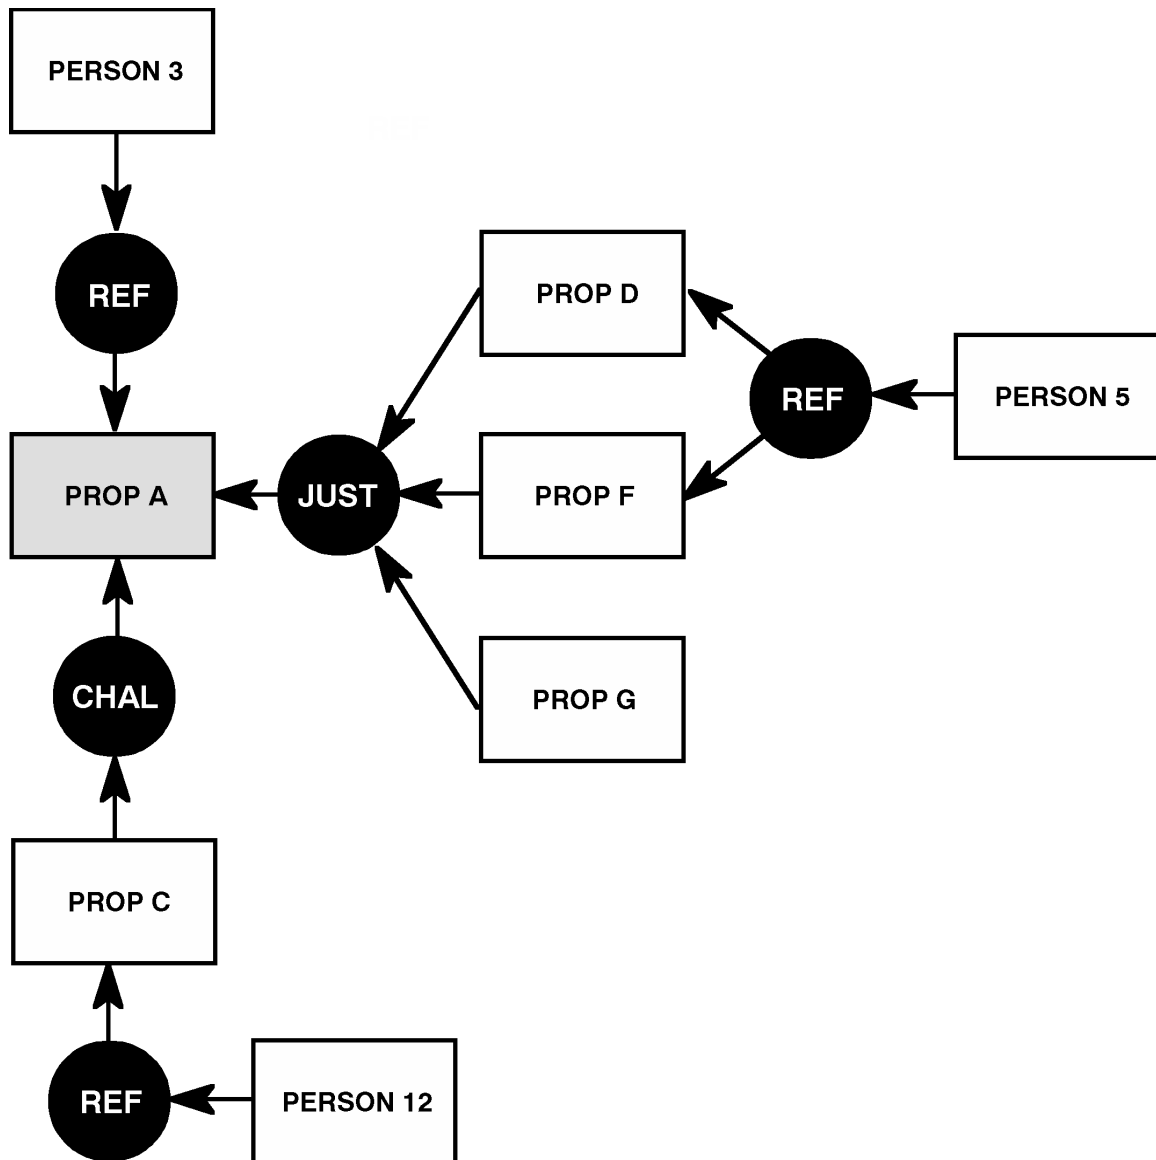 PERSON 3
REF
PROP D
REF
PERSON 5
PROP A
JUST
PROP F
CHAL
PROP G
PROP C
REF
PERSON 12